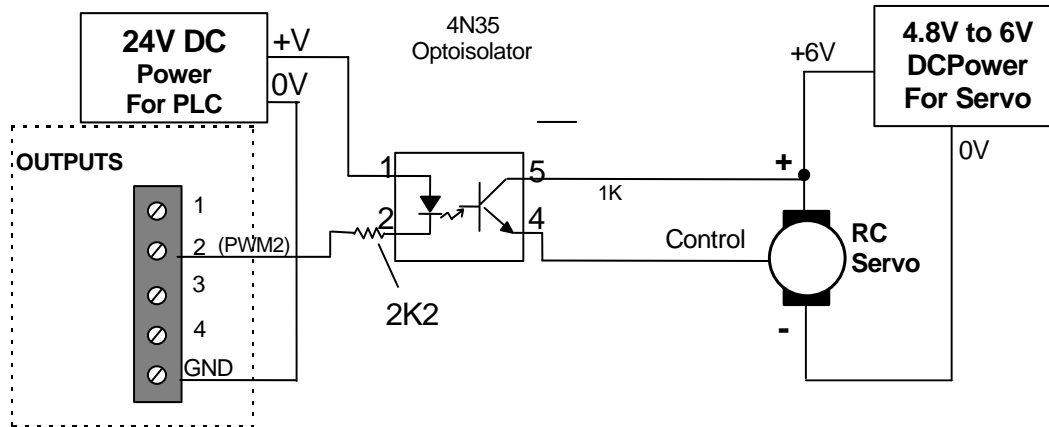 24V DC
Power
For PLC
+V
0V
4N35
Optoisolator
+6V
4.8V to 6V
DCPower
For Servo
0V
OUTPUTS
1
2
(PWM2)
3
4
GND
1
2
5
4
1K
2K2
Control
+
RC
Servo
-